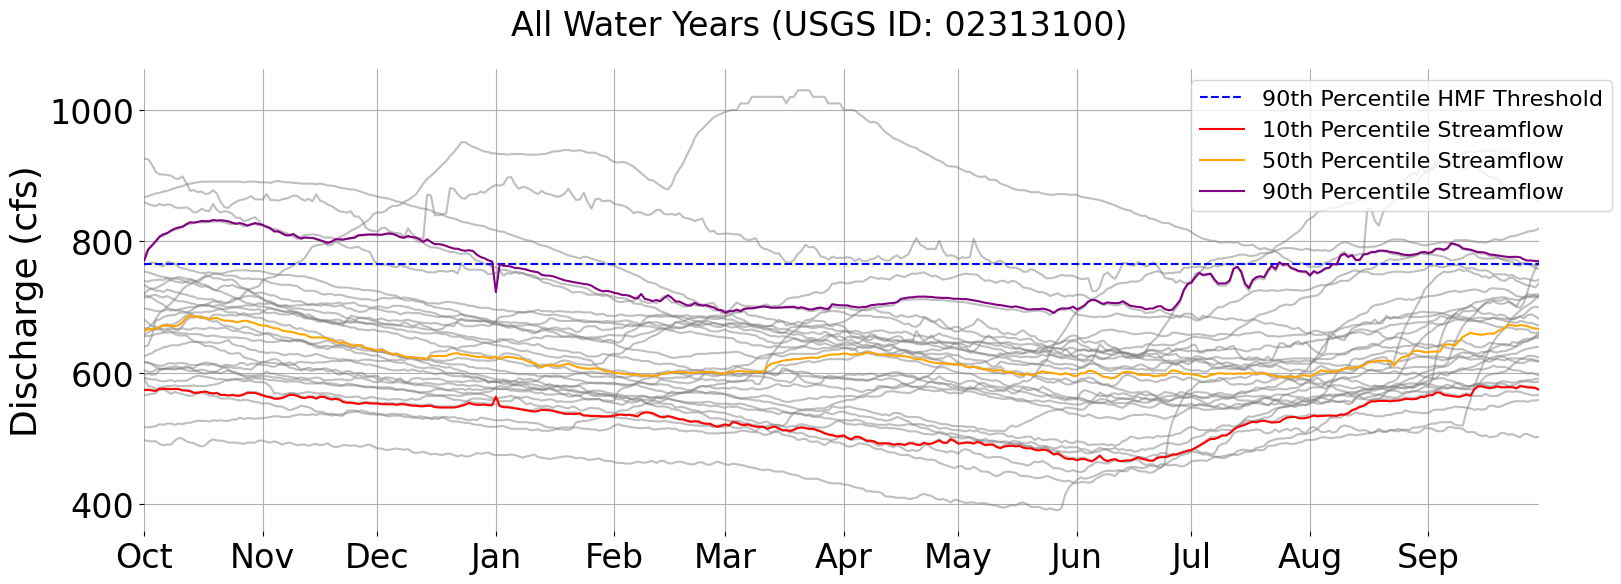 All Water Years (USGS ID: 02313100)
Discharge (cfs)
1000
800
600
400
90th Percentile HMF Threshold
10th Percentile Streamflow
50th Percentile Streamflow
90th Percentile Streamflow
Oct Nov Dec Jan Feb Mar Apr May Jun Jul Aug Sep